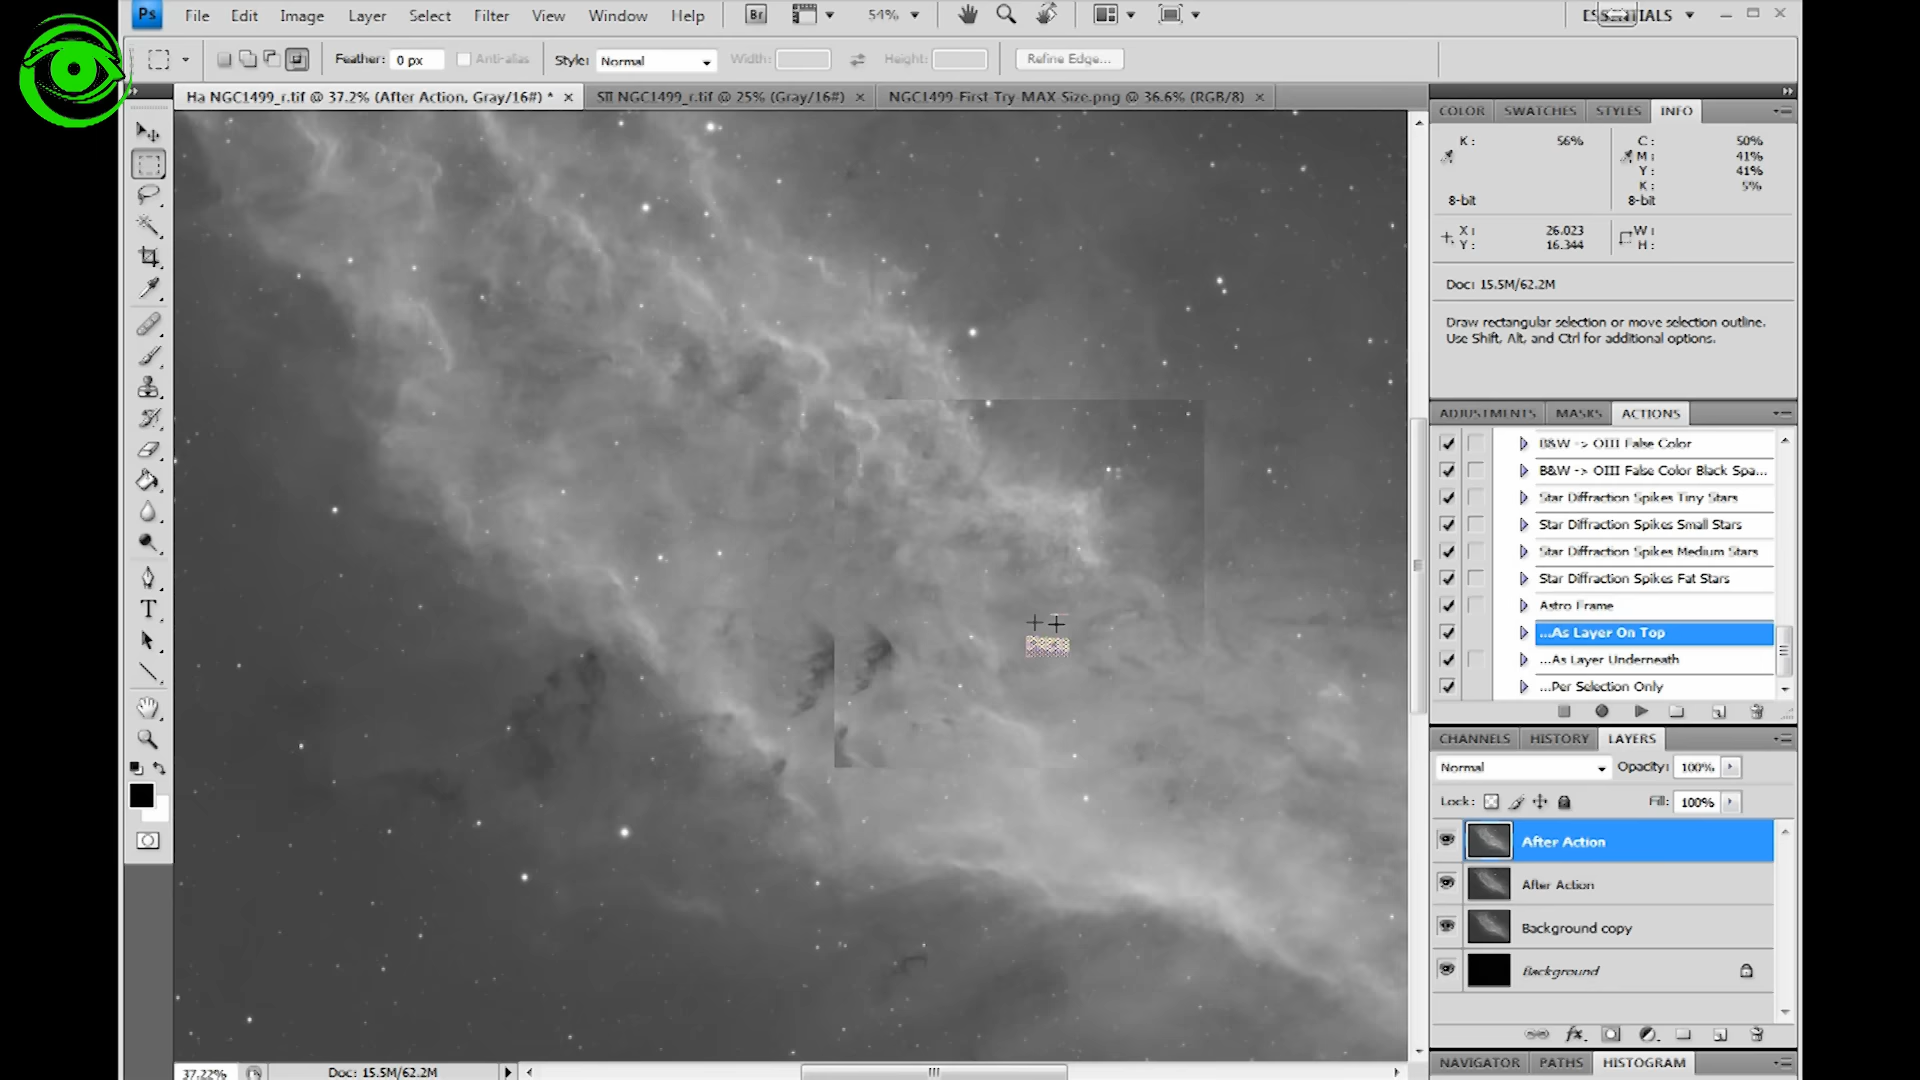 Ps File Edit Image Layer Select Filter View Window Help Br 54%
Feather: 0 px Anti-alias Style: Normal Width: Height: Refine Edge...
Ha NGC1499_r.tif @ 37.2% (After Action, Gray/16#) * × SII NGC1499_r.tif @ 25% (Gray/16#) × NGC1499-First-Try-MAX-Size.png @ 36.6% (RGB/8) ×
COLOR SWATCHES STYLES INFO
K: 56% C: 50%
M: 41%
Y: 41%
K: 5%
8-bit 8-bit
X: 26.023 W:
Y: 16.344 H:
Doc: 15.5M/62.2M
Draw rectangular selection or move selection outline.
Use Shift, Alt, and Ctrl for additional options.
ADJUSTMENTS MASKS ACTIONS
B&W -> OIII False Color
B&W -> OIII False Color Black Spa...
Star Diffraction Spikes Tiny Stars
Star Diffraction Spikes Small Stars
Star Diffraction Spikes Medium Stars
Star Diffraction Spikes Fat Stars
Astro Frame
...As Layer On Top
...As Layer Underneath
...Per Selection Only
CHANNELS HISTORY LAYERS
Normal Opacity: 100%
Lock: Fill: 100%
After Action
After Action
Background copy
Background
37.22% Doc: 15.5M/62.2M
NAVIGATOR PATHS HISTOGRAM